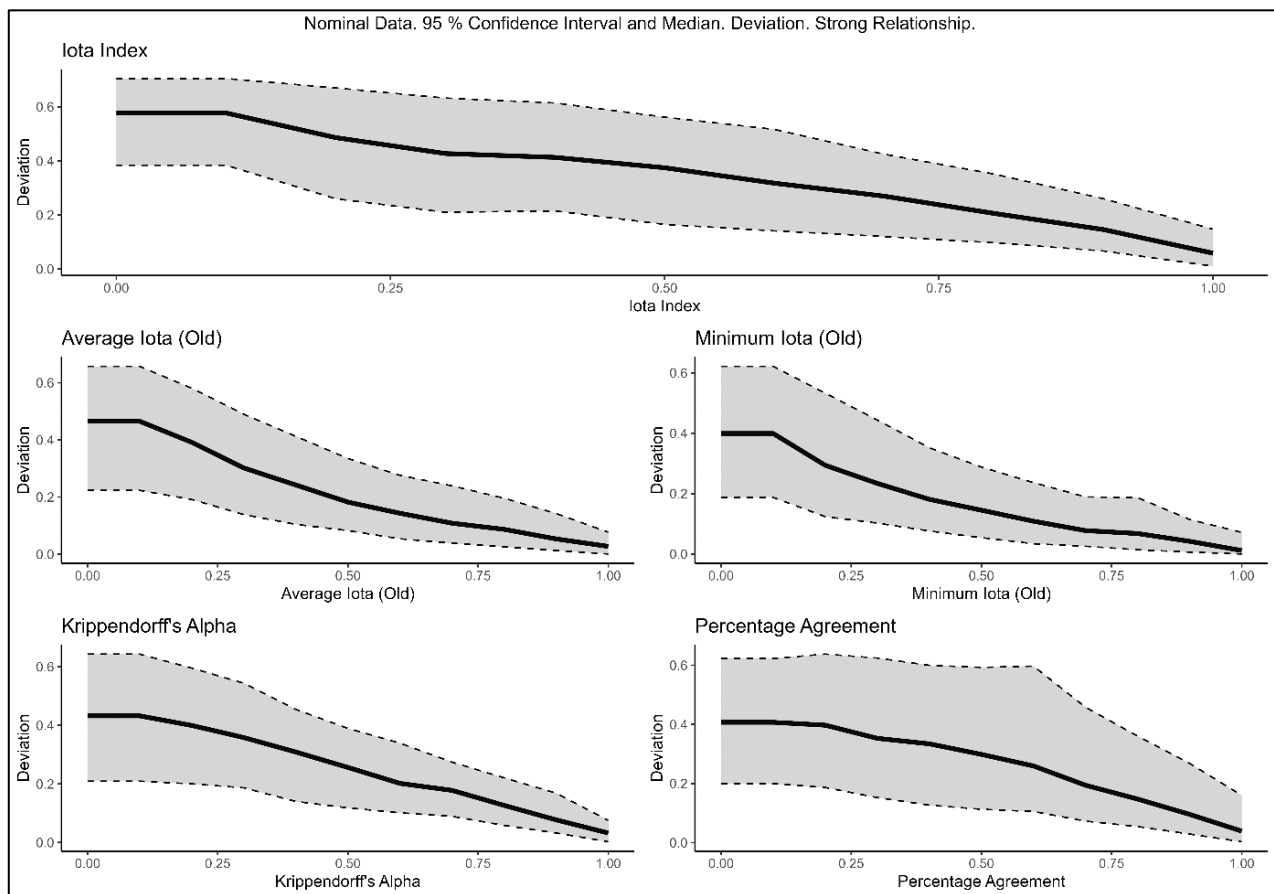 Nominal Data. 95 % Confidence Interval and Median. Deviation. Strong Relationship.
Iota Index
Deviation
0.6
0.4
0.2
0.0
0.00 0.25 0.50 0.75 1.00
Iota Index
Average Iota (Old)
Deviation
0.6
0.4
0.2
0.0
0.00 0.25 0.50 0.75 1.00
Average Iota (Old)
Minimum Iota (Old)
Deviation
0.6
0.4
0.2
0.0
0.00 0.25 0.50 0.75 1.00
Minimum Iota (Old)
Krippendorff's Alpha
Deviation
0.6
0.4
0.2
0.0
0.00 0.25 0.50 0.75 1.00
Krippendorff's Alpha
Percentage Agreement
Deviation
0.6
0.4
0.2
0.0
0.00 0.25 0.50 0.75 1.00
Percentage Agreement